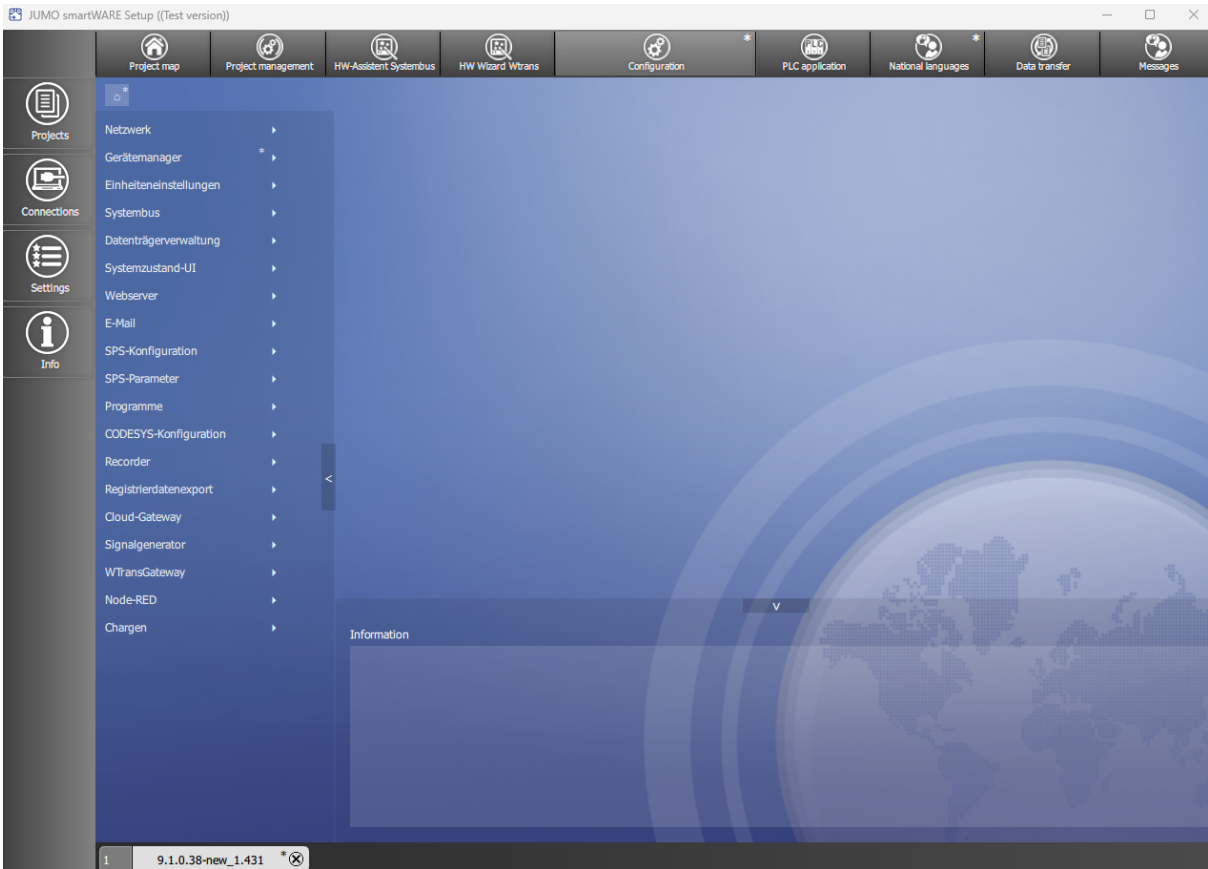 JUMO smartWARE Setup ((Test version))
Project map
Project management
HW-Assistent Systembus
HW Wizard Wtrans
Configuration *
PLC application
National languages *
Data transfer
Messages
Projects
Connections
Settings
Info
*
Netzwerk
Gerätemanager *
Einheiteneinstellungen
Systembus
Datenträgerverwaltung
Systemzustand-UI
Webserver
E-Mail
SPS-Konfiguration
SPS-Parameter
Programme
CODESYS-Konfiguration
Recorder
Registrierdatenexport
Cloud-Gateway
Signalgenerator
WTransGateway
Node-RED
Chargen
<
V
Information
1 9.1.0.38-new_1.431 *